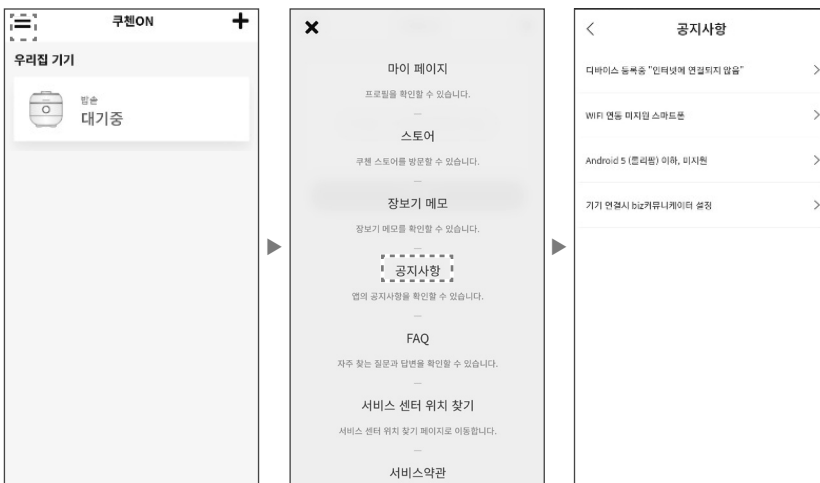 쿠첸ON
우리집 기기
밥솥
대기중
마이 페이지
프로필을 확인할 수 있습니다.
스토어
쿠첸 스토어를 방문할 수 있습니다.
장보기 메모
장보기 메모를 확인할 수 있습니다.
공지사항
앱의 공지사항을 확인할 수 있습니다.
FAQ
자주 찾는 질문과 답변을 확인할 수 있습니다.
서비스 센터 위치 찾기
서비스 센터 위치 찾기 페이지로 이동합니다.
서비스약관
공지사항
디바이스 등록중 "인터넷에 연결되지 않음"
WIFI 연동 미지원 스마트폰
Android 5 (롤리팝) 이하, 미지원
기기 연결시 biz커뮤니케이터 설정